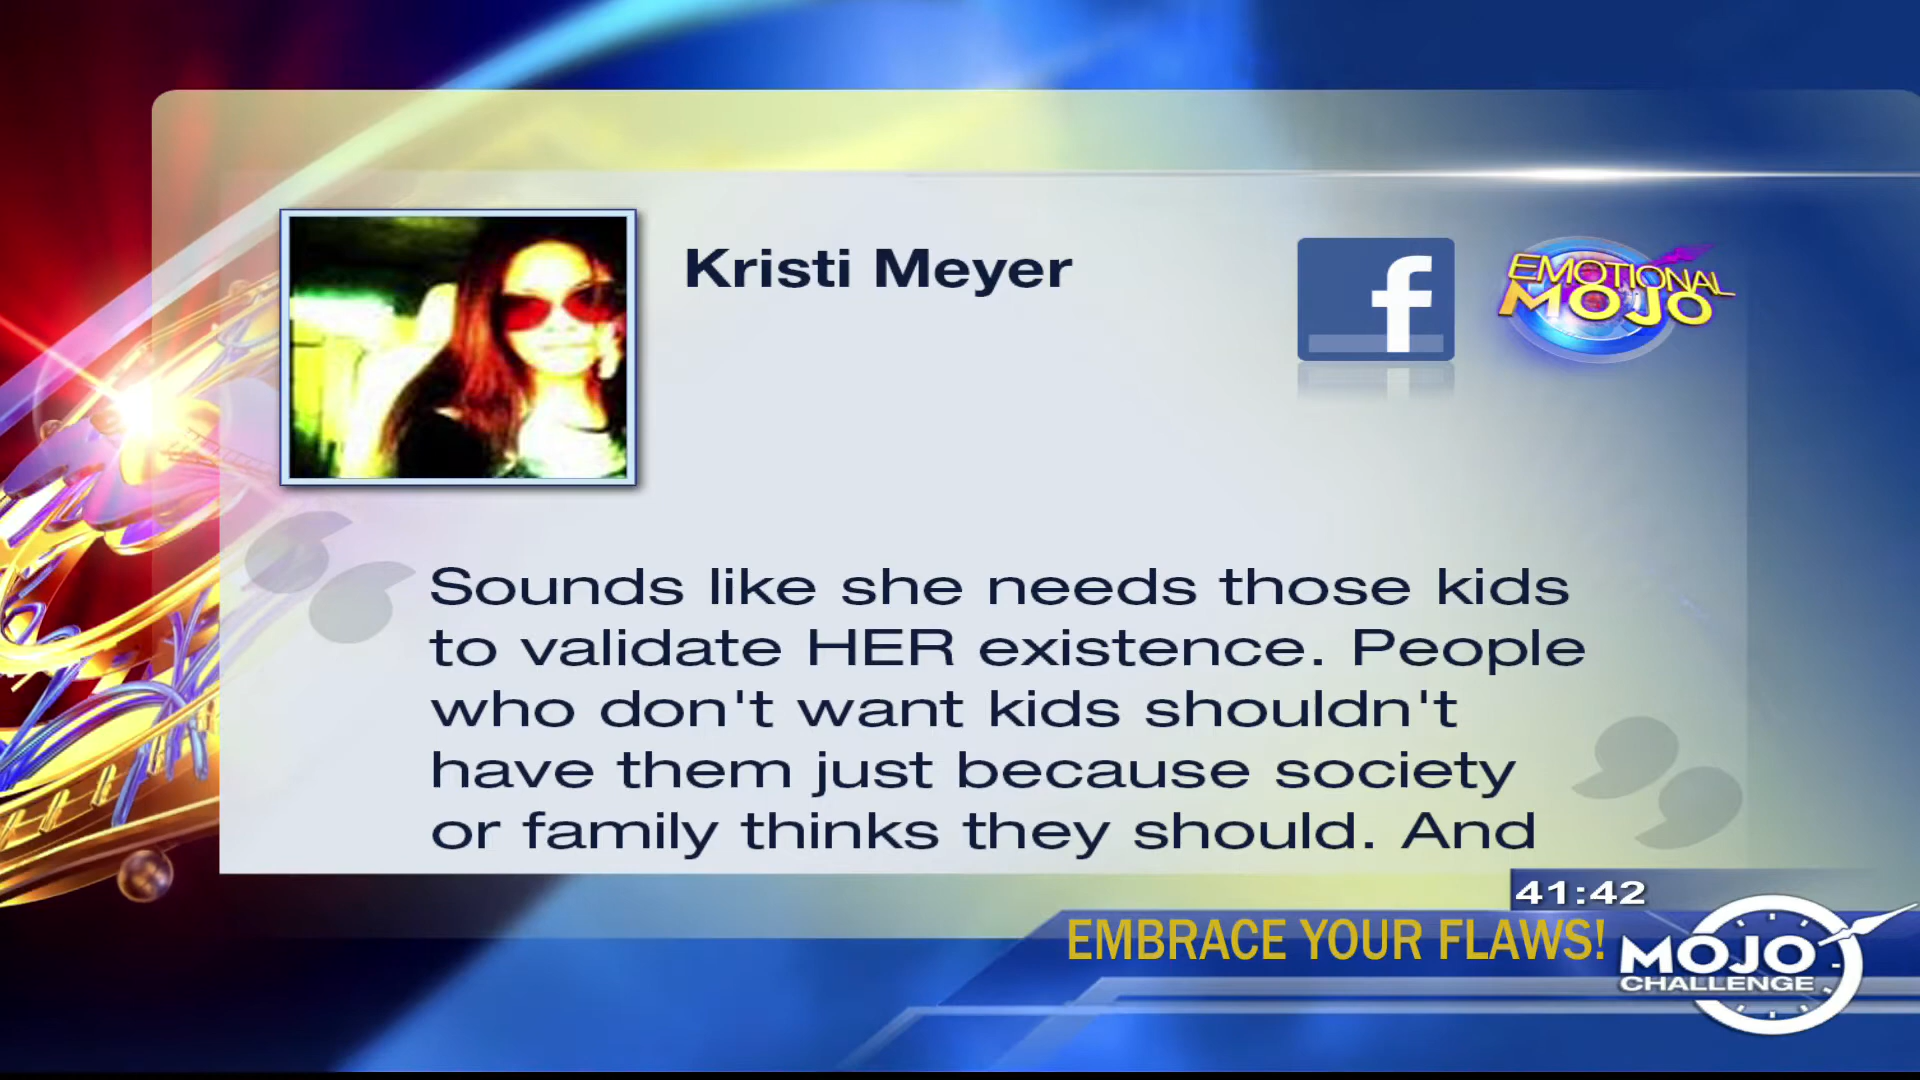 Kristi Meyer
f
EMOTIONAL
MOJO
Sounds like she needs those kids
to validate HER existence. People
who don't want kids shouldn't
have them just because society
or family thinks they should. And
41:42
EMBRACE YOUR FLAWS!
MOJO
CHALLENGE